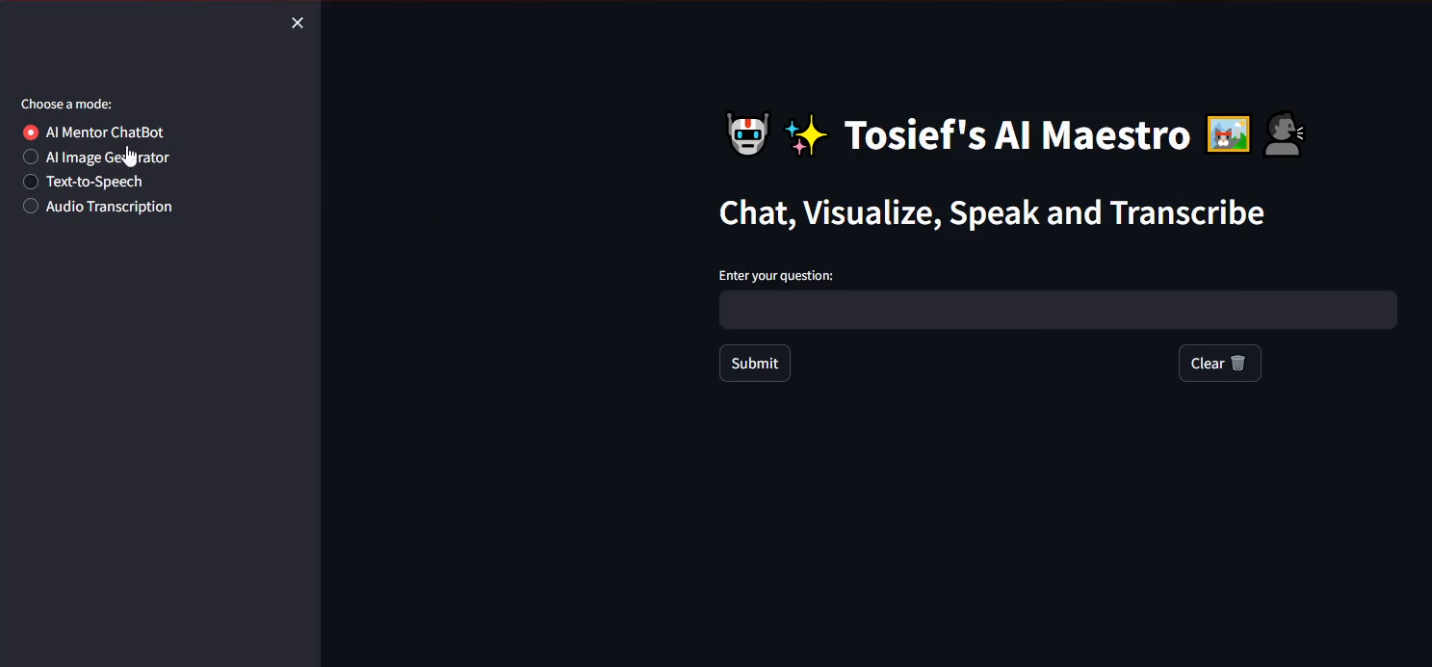 Choose a mode:
AI Mentor ChatBot
AI Image Generator
Text-to-Speech
Audio Transcription
Tosief's AI Maestro
Chat, Visualize, Speak and Transcribe
Enter your question:
Submit
Clear